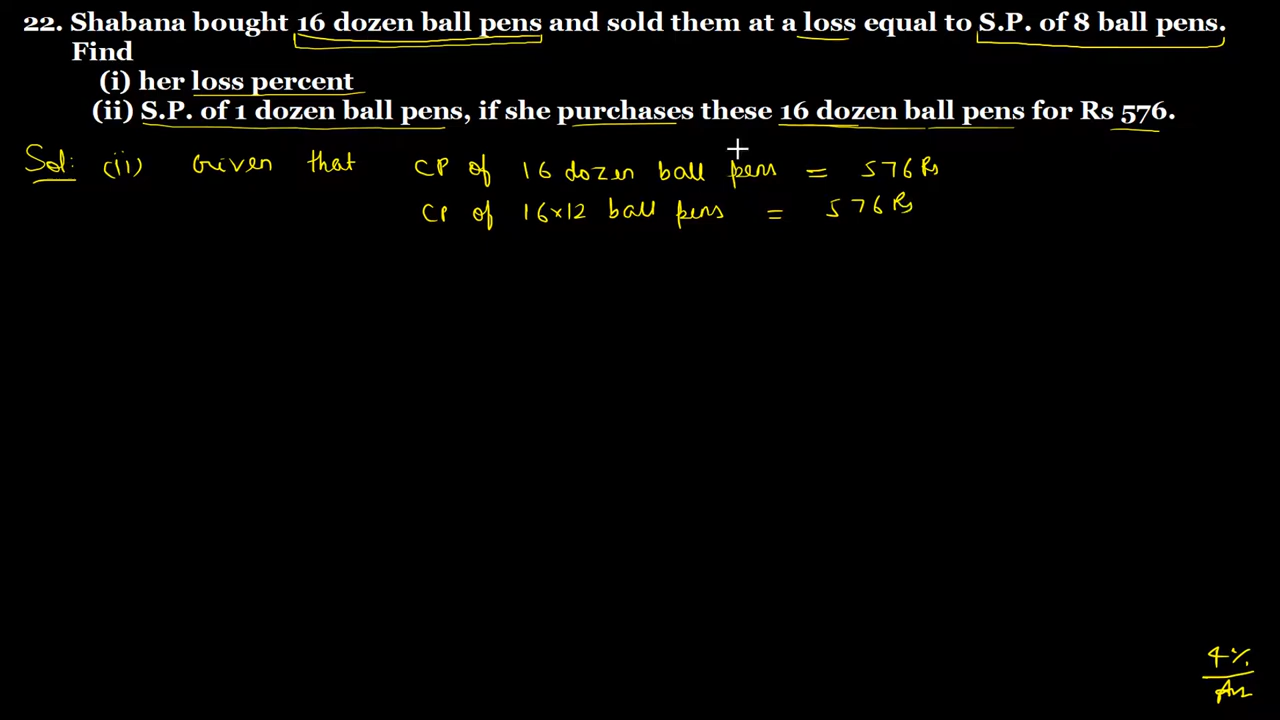 22. Shabana bought 16 dozen ball pens and sold them at a loss equal to S.P. of 8 ball pens.
Find
(i) her loss percent
(ii) S.P. of 1 dozen ball pens, if she purchases these 16 dozen ball pens for Rs 576.
Sol: (ii) Given that CP of 16 dozen ball pens = 576 Rs
CP of 16×12 ball pens = 576 Rs
4%
Ans